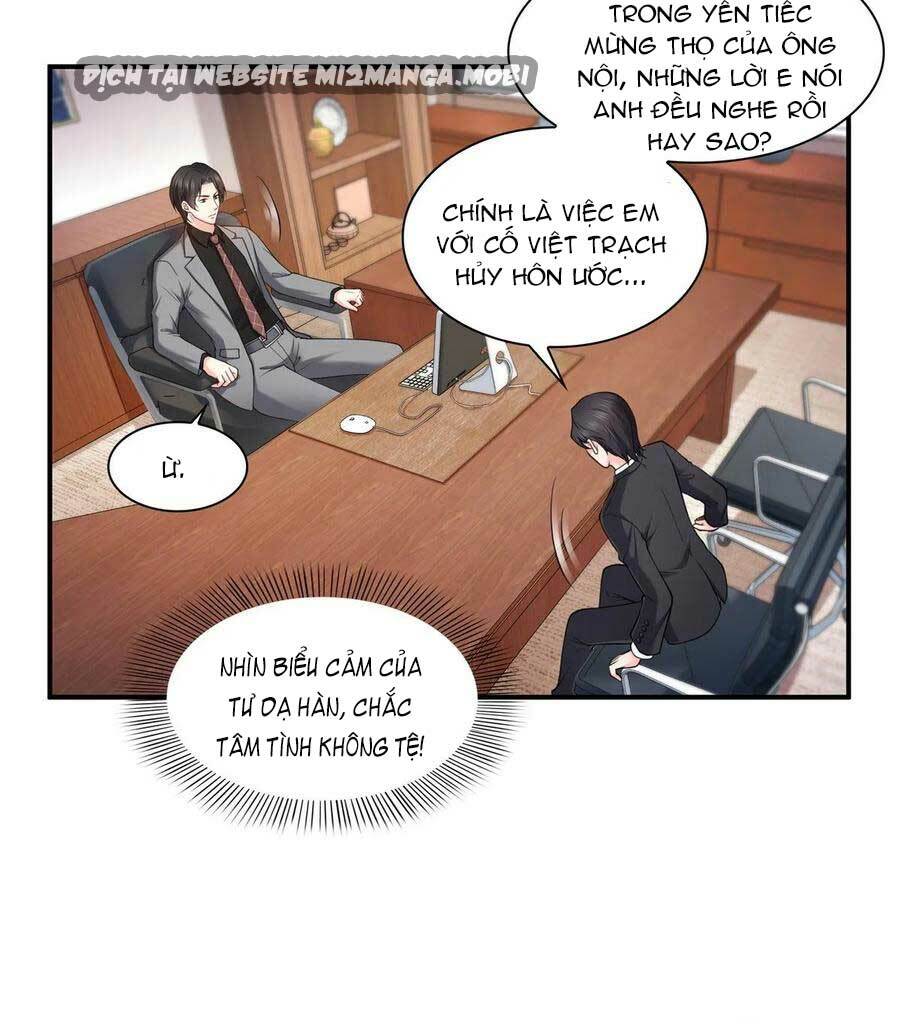 TRONG YẾN TIỆC
MỪNG THỌ CỦA ÔNG
NỘI, NHỮNG LỜI E NÓI
ANH ĐỀU NGHE RỒI
HAY SAO?
DỊCH TẠI WEBSITE MI2MANGA.MOBI
CHÍNH LÀ VIỆC EM
VỚI CỐ VIỆT TRẠCH
HỦY HÔN ƯỚC...
Ừ.
NHÌN BIỂU CẢM CỦA
TƯ DẠ HÀN, CHẮC
TÂM TÌNH KHÔNG TỆ!